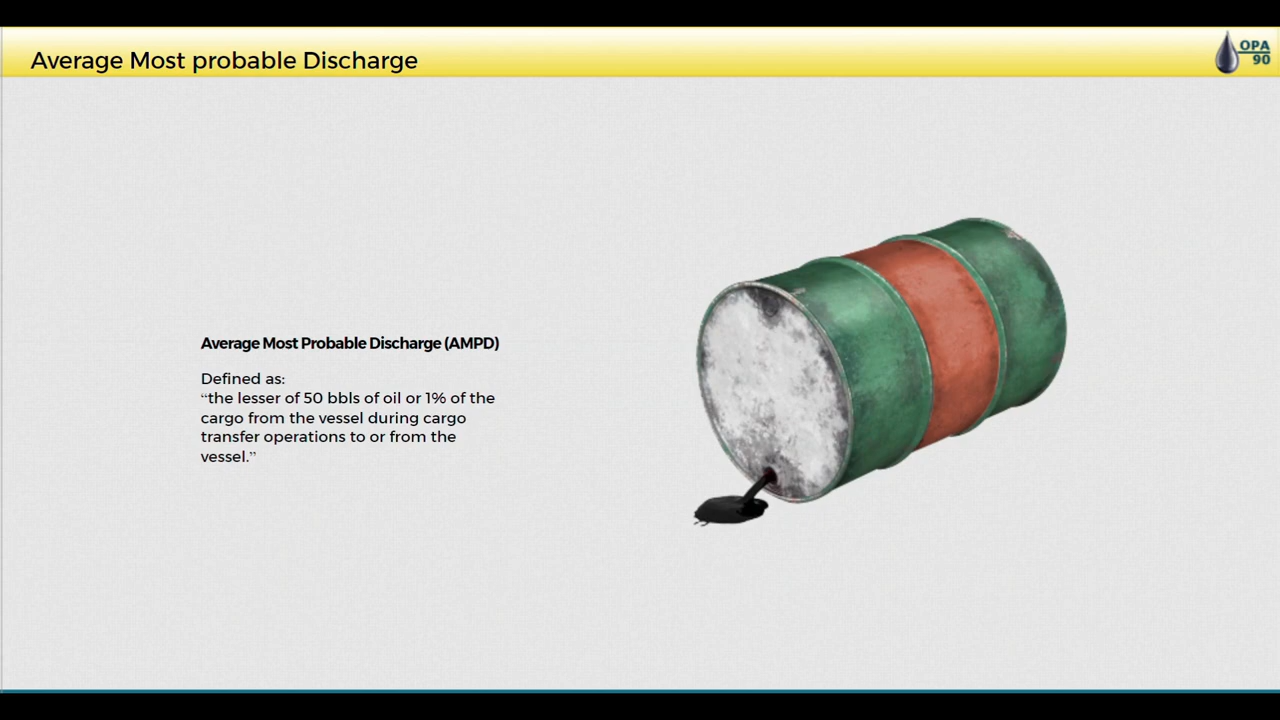 Average Most probable Discharge
OPA
90
Average Most Probable Discharge (AMPD)
Defined as:
“the lesser of 50 bbls of oil or 1% of the
cargo from the vessel during cargo
transfer operations to or from the
vessel.”